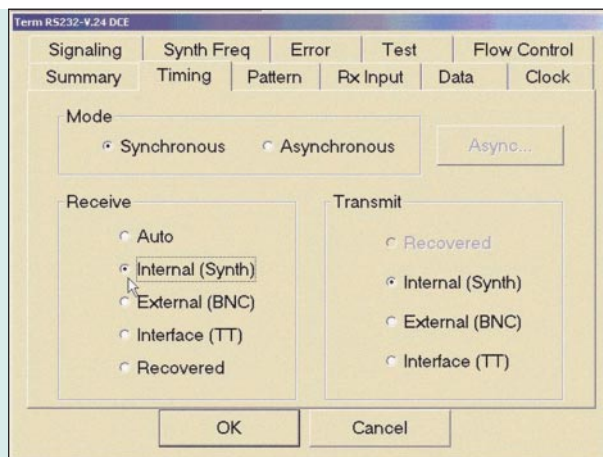 Term RS232-V.24 DCE
Signaling Synth Freq Error Test Flow Control
Summary Timing Pattern Rx Input Data Clock
Mode
Synchronous Asynchronous Async...
Receive
Auto
Internal (Synth)
External (BNC)
Interface (TT)
Recovered
Transmit
Recovered
Internal (Synth)
External (BNC)
Interface (TT)
OK Cancel